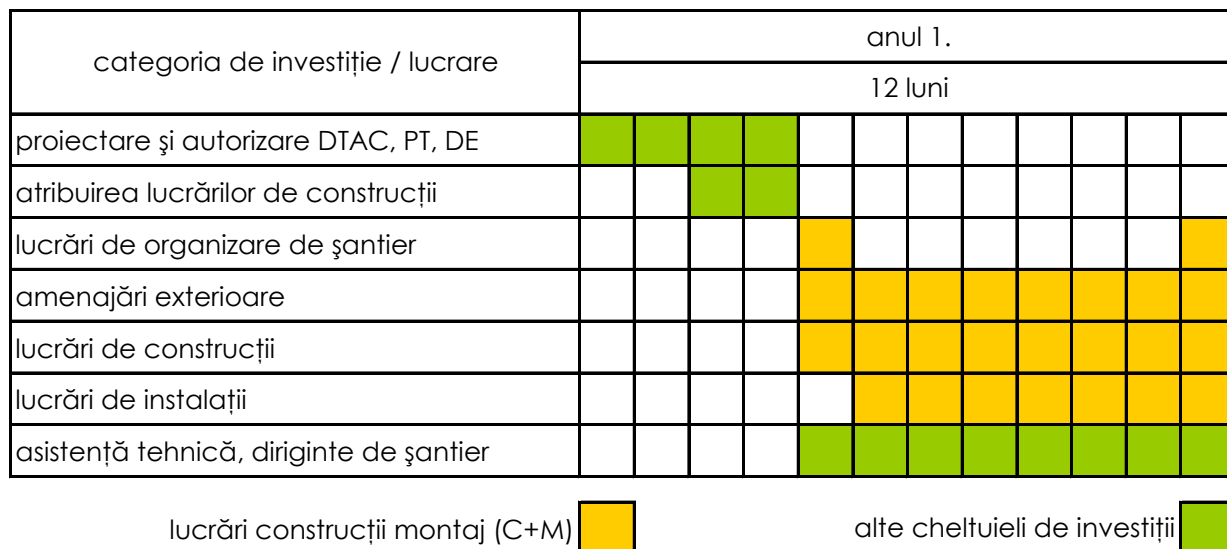 categoria de investiție / lucrare
anul 1.
12 luni
proiectare şi autorizare DTAC, PT, DE
atribuirea lucrărilor de construcții
lucrări de organizare de şantier
amenajări exterioare
lucrări de construcții
lucrări de instalații
asistență tehnică, diriginte de şantier
lucrări construcții montaj (C+M)
alte cheltuieli de investiții